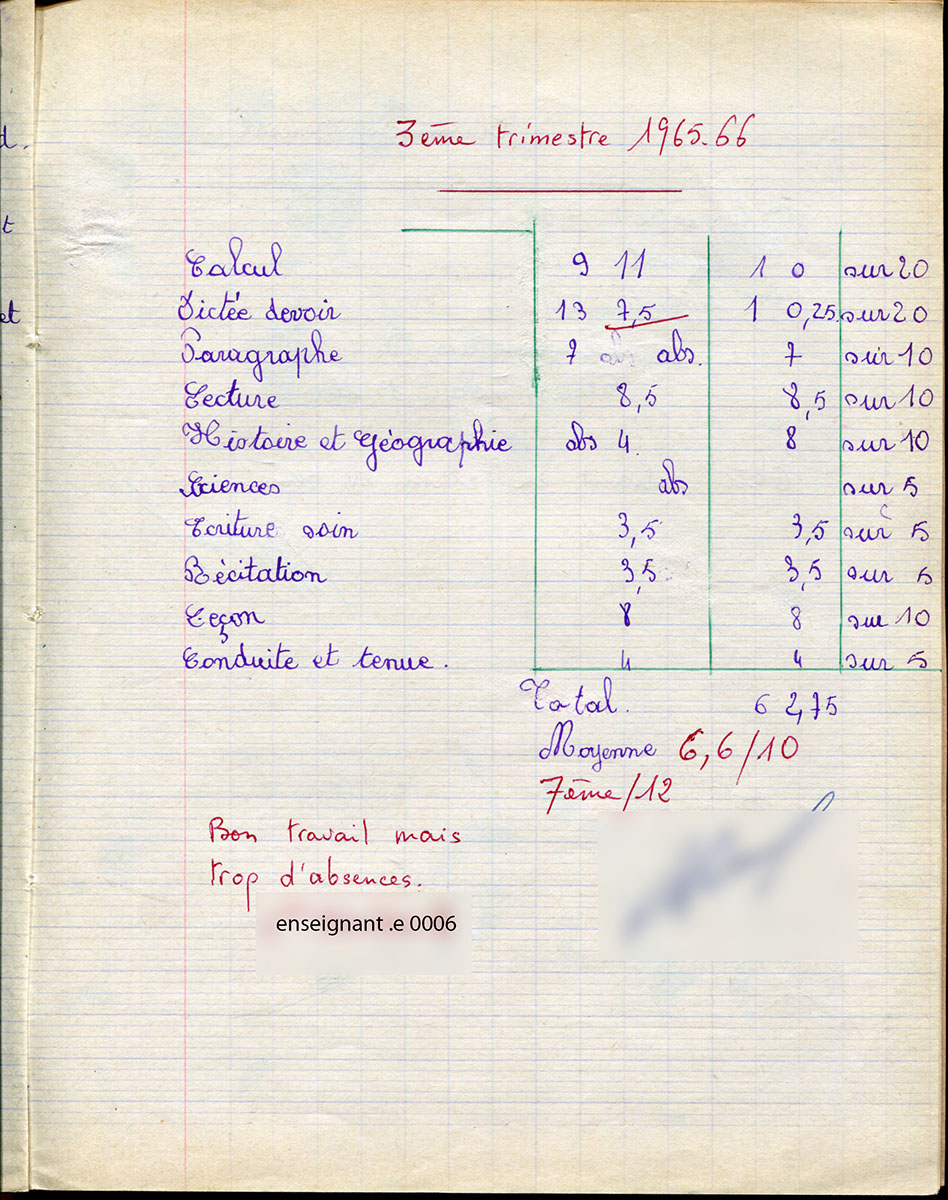 d.
t
et
3ème trimestre 1965.66
Calcul 9 11 1 0 sur 20
Dictée devoir 13 7,5 1 0,25 sur 20
Paragraphe 7 abs. 7 sur 10
Lecture 8,5 8,5 sur 10
Histoire et Géographie abs 4 8 sur 10
Sciences abs sur 5
Ecriture soin 3,5 3,5 sur 5
Récitation 3,5 3,5 sur 5
Leçon 8 8 sur 10
Conduite et tenue. 4 4 sur 5
Total. 6 2,75
Moyenne 6,6/10
7ème/12
Bon travail mais
trop d'absences.
enseignant .e 0006